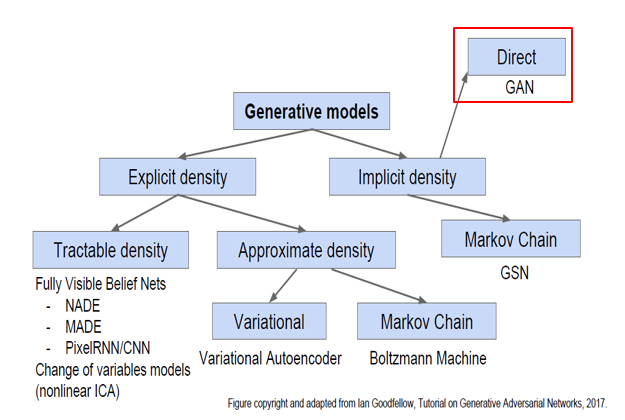 Direct
GAN
Generative models
Explicit density
Implicit density
Tractable density
Approximate density
Markov Chain
GSN
Fully Visible Belief Nets
- NADE
- MADE
- PixelRNN/CNN
Change of variables models
(nonlinear ICA)
Variational
Variational Autoencoder
Markov Chain
Boltzmann Machine
Figure copyright and adapted from Ian Goodfellow, Tutorial on Generative Adversarial Networks, 2017.